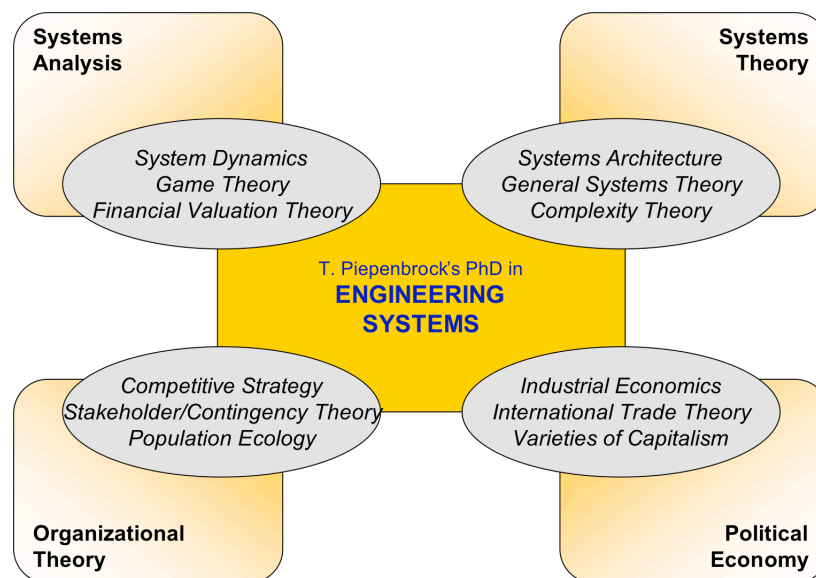 Systems
Analysis
Systems
Theory
System Dynamics
Game Theory
Financial Valuation Theory
Systems Architecture
General Systems Theory
Complexity Theory
T. Piepenbrock's PhD in
ENGINEERING
SYSTEMS
Competitive Strategy
Stakeholder/Contingency Theory
Population Ecology
Industrial Economics
International Trade Theory
Varieties of Capitalism
Organizational
Theory
Political
Economy